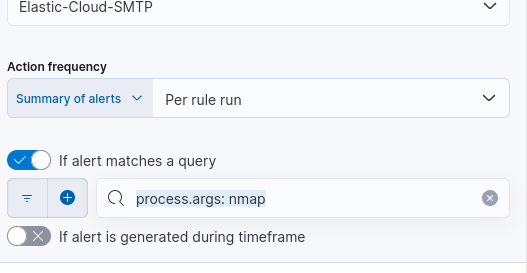 Elastic-Cloud-SMTP
Action frequency
Summary of alerts Per rule run
If alert matches a query
process.args: nmap
If alert is generated during timeframe